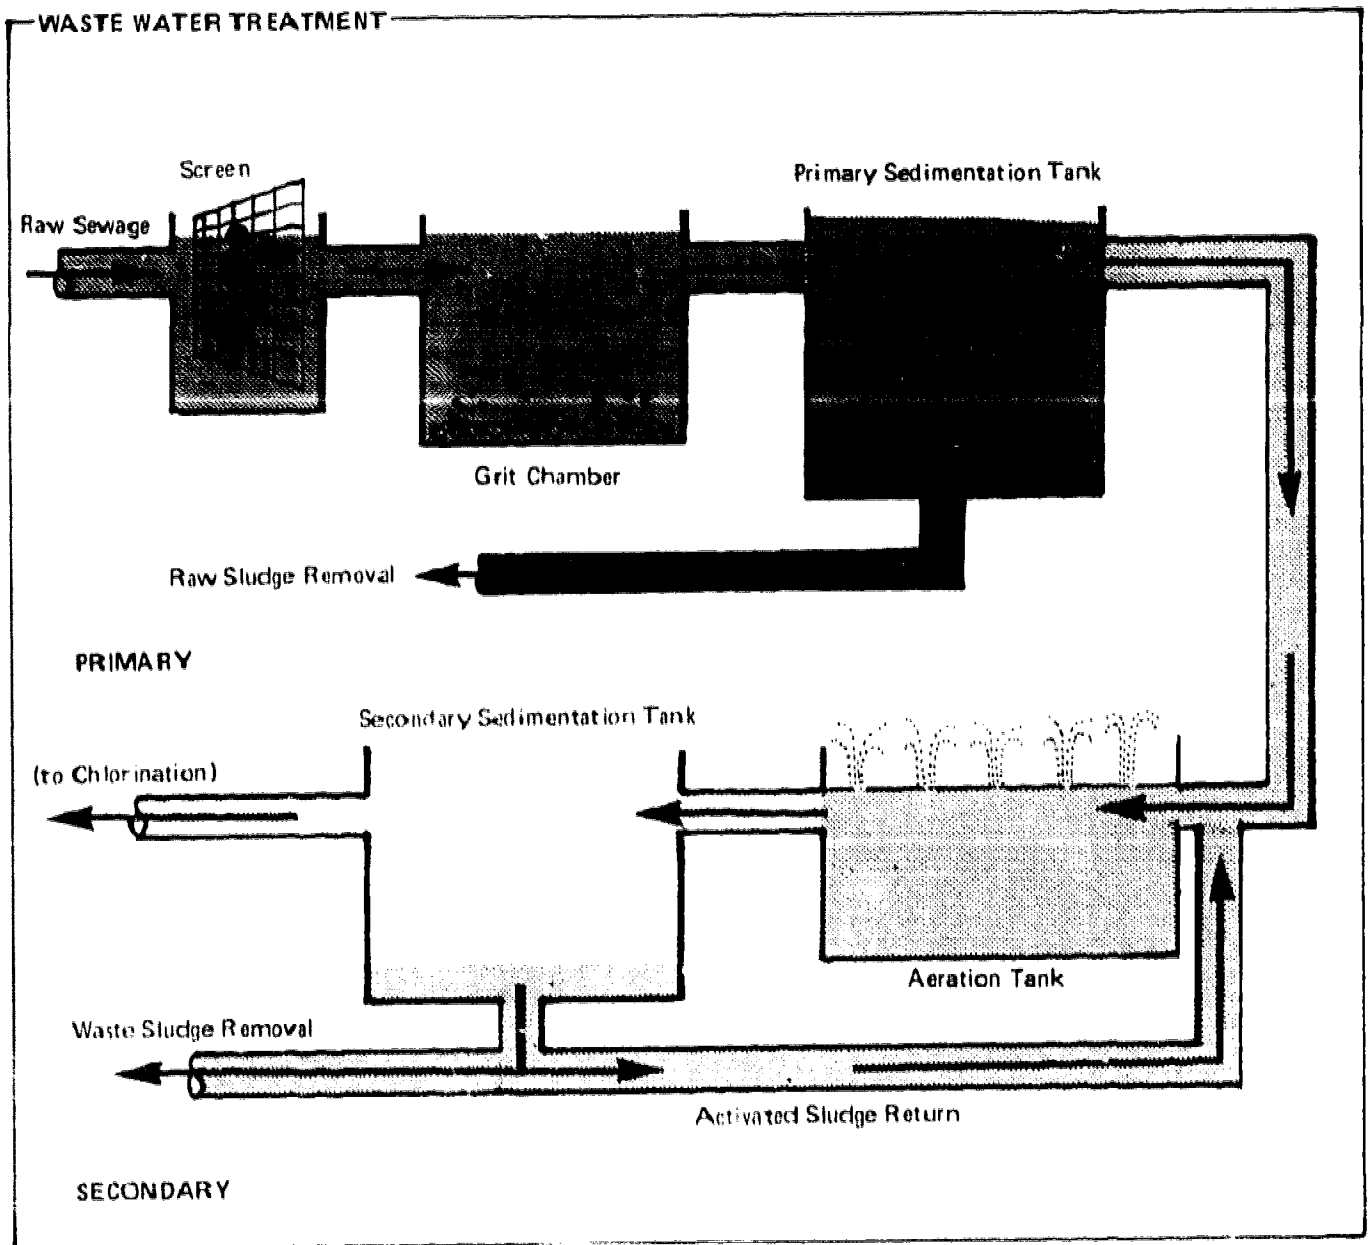 WASTE WATER TREATMENT
Screen
Primary Sedimentation Tank
Raw Sewage
Grit Chamber
Raw Sludge Removal
PRIMARY
Secondary Sedimentation Tank
(to Chlorination)
Aeration Tank
Waste Sludge Removal
Activated Sludge Return
SECONDARY